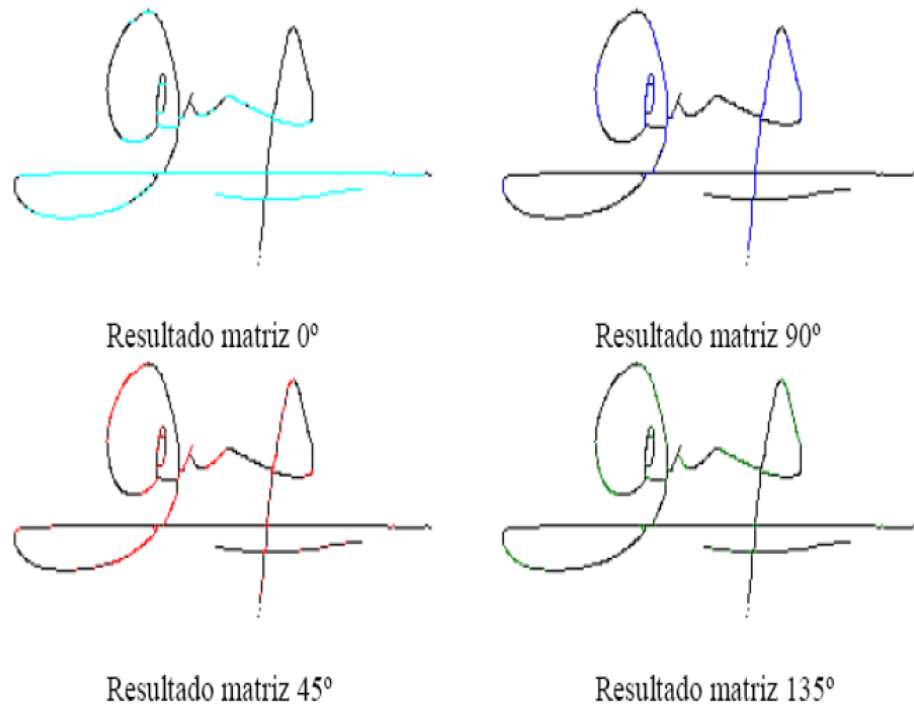 Resultado matriz 0º
Resultado matriz 90º
Resultado matriz 45º
Resultado matriz 135º